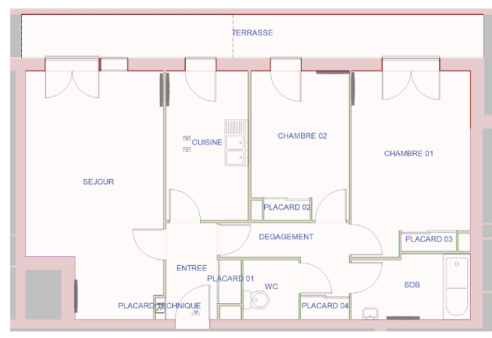 TERRASSE
CUISINE
CHAMBRE 02
CHAMBRE 01
SEJOUR
PLACARD 02
DEGAGEMENT
PLACARD 03
ENTREE
PLACARD 01
WC
SDB
PLACARD TECHNIQUE
PLACARD 04